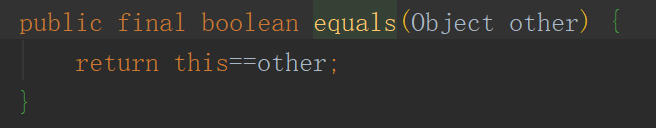 public final boolean equals(Object other) {
    return this==other;
}